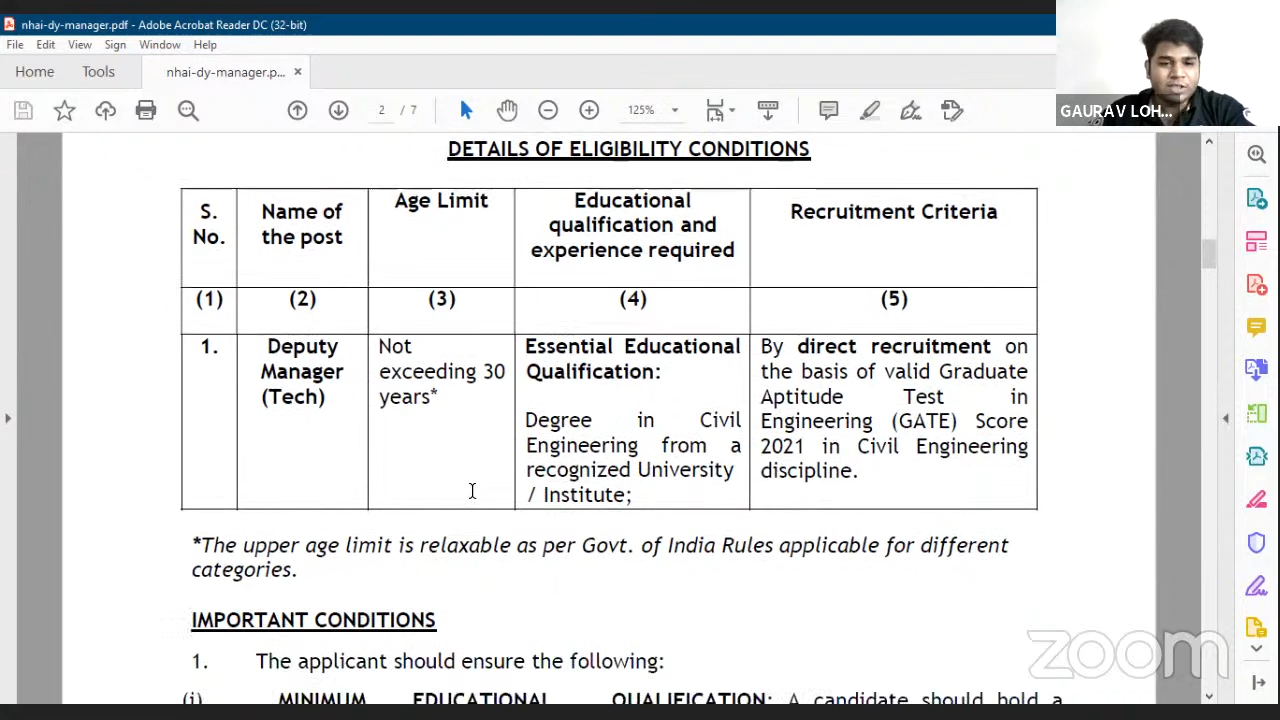 nhai-dy-manager.pdf - Adobe Acrobat Reader DC (32-bit)
File Edit View Sign Window Help
Home Tools nhai-dy-manager.p... ×
2 / 7 125%
GAURAV LOH...
DETAILS OF ELIGIBILITY CONDITIONS
S. No.
Name of the post
Age Limit
Educational qualification and experience required
Recruitment Criteria
(1) (2) (3) (4) (5)
1.
Deputy
Manager
(Tech)
Not
exceeding 30
years*
Essential Educational
Qualification:
Degree in Civil
Engineering from a
recognized University
/ Institute;
By direct recruitment on
the basis of valid Graduate
Aptitude Test in
Engineering (GATE) Score
2021 in Civil Engineering
discipline.
*The upper age limit is relaxable as per Govt. of India Rules applicable for different
categories.
IMPORTANT CONDITIONS
1. The applicant should ensure the following:
(i) MINIMUM EDUCATIONAL QUALIFICATION: A candidate should hold a
zoom